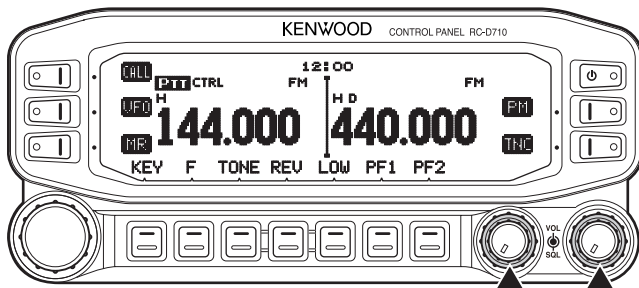 KENWOOD CONTROL PANEL RC-D710
12:00
CALL PTT CTRL FM FM
H H D
VFO 144.000 440.000 PM
MR TNC
KEY F TONE REV LOW PF1 PF2
VOL
SQL